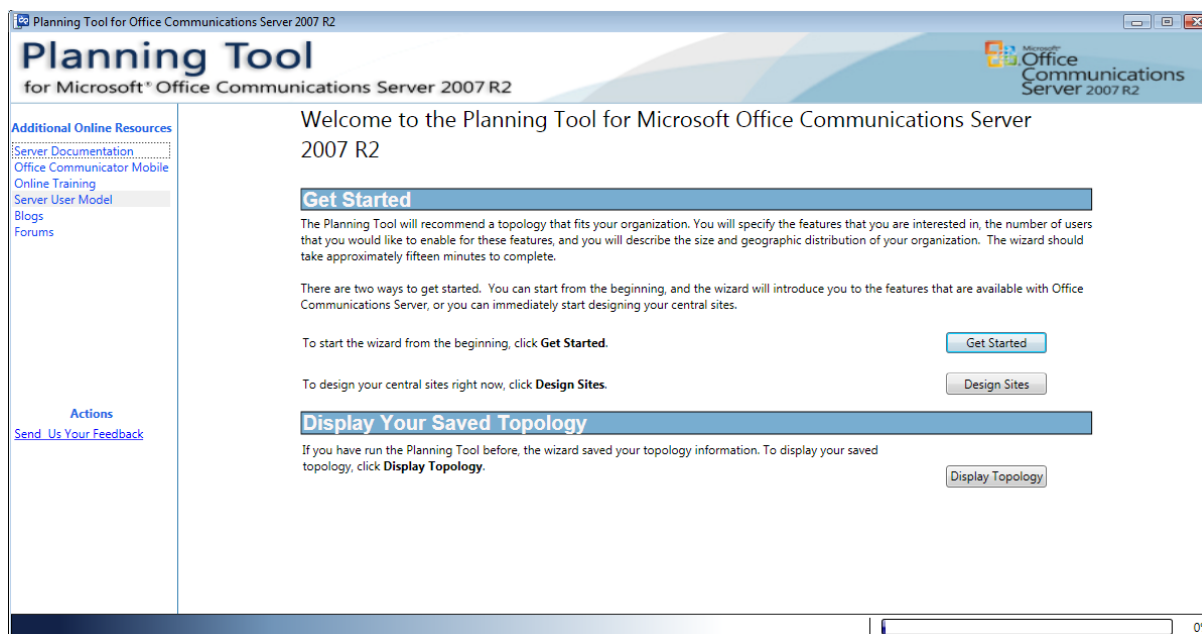 Planning Tool for Office Communications Server 2007 R2
Planning Tool
for Microsoft® Office Communications Server 2007 R2
Microsoft®
Office
Communications
Server 2007 R2
Additional Online Resources
Server Documentation
Office Communicator Mobile
Online Training
Server User Model
Blogs
Forums
Actions
Send Us Your Feedback
Welcome to the Planning Tool for Microsoft Office Communications Server
2007 R2
Get Started
The Planning Tool will recommend a topology that fits your organization. You will specify the features that you are interested in, the number of users
that you would like to enable for these features, and you will describe the size and geographic distribution of your organization. The wizard should
take approximately fifteen minutes to complete.
There are two ways to get started. You can start from the beginning, and the wizard will introduce you to the features that are available with Office
Communications Server, or you can immediately start designing your central sites.
To start the wizard from the beginning, click Get Started.
Get Started
To design your central sites right now, click Design Sites.
Design Sites
Display Your Saved Topology
If you have run the Planning Tool before, the wizard saved your topology information. To display your saved
topology, click Display Topology.
Display Topology